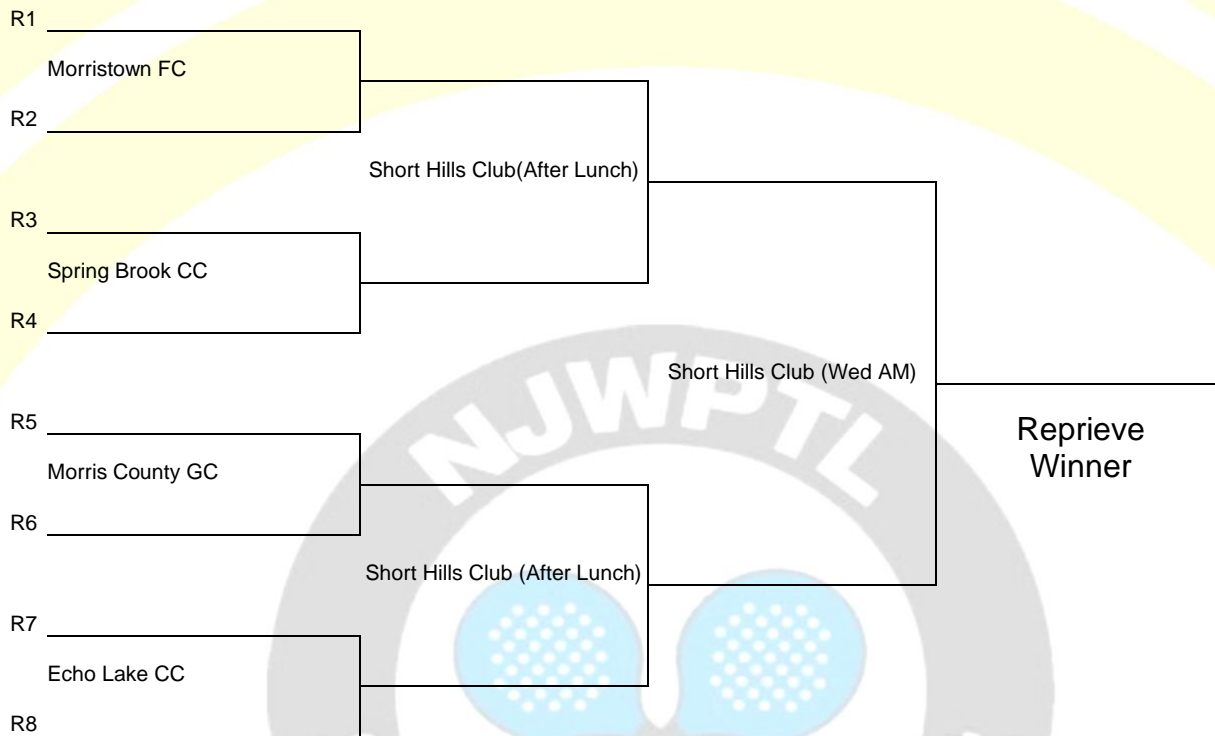 R1
Morristown FC
R2
Short Hills Club(After Lunch)
R3
Spring Brook CC
R4
Short Hills Club (Wed AM)
NJWPTL
R5
Reprieve
Winner
Morris County GC
R6
Short Hills Club (After Lunch)
R7
Echo Lake CC
R8